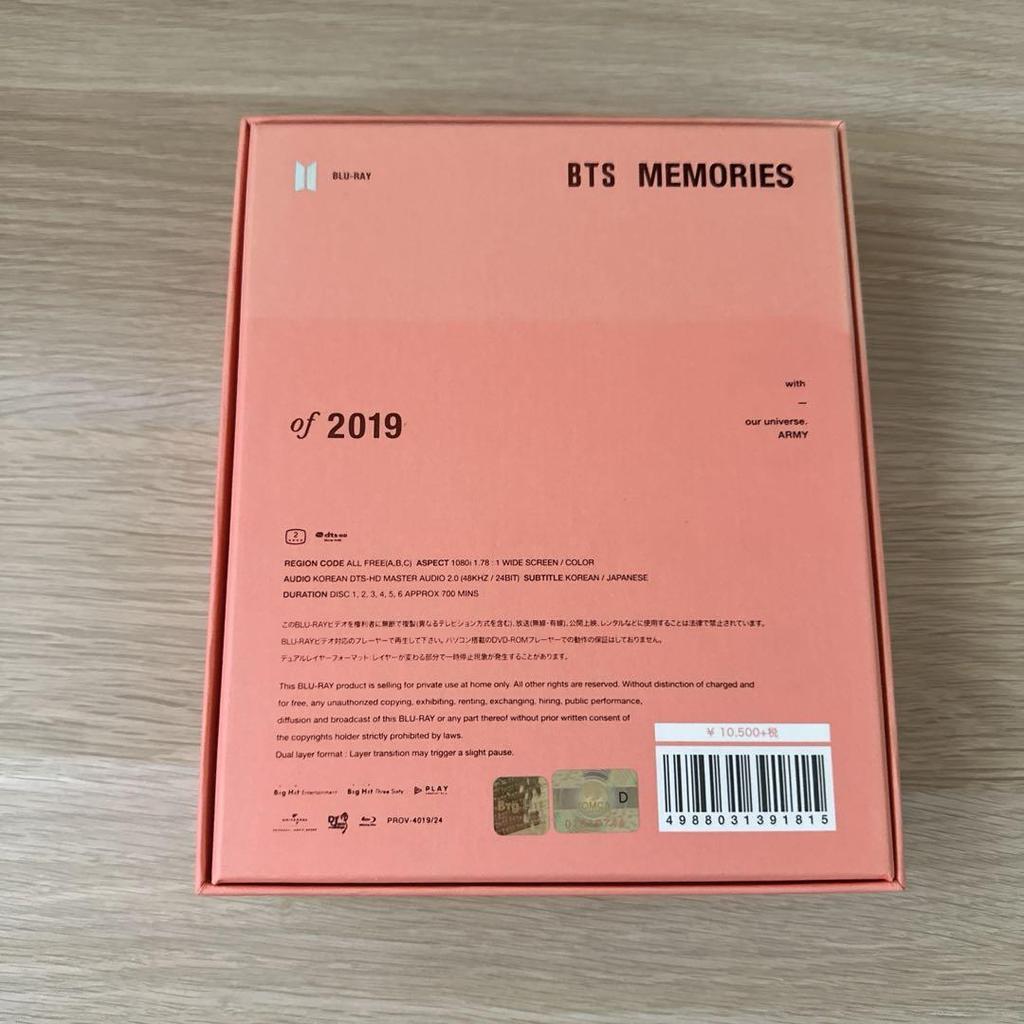 BLU-RAY
BTS MEMORIES
with
our universe.
ARMY
of 2019
2
dts HD
REGION CODE ALL FREE(A,B,C) ASPECT 1080i 1.78 : 1 WIDE SCREEN / COLOR
AUDIO KOREAN DTS-HD MASTER AUDIO 2.0 (48KHZ / 24BIT) SUBTITLE KOREAN / JAPANESE
DURATION DISC 1, 2, 3, 4, 5, 6 APPROX 700 MINS
このBLU-RAYビデオを権利者に無断で複製(異なるテレビジョン方式を含む)、放送(無線・有線)、公開上映、レンタルなどに使用することは法律で禁止されています。
BLU-RAYビデオ対応のプレーヤーで再生して下さい。パソコン搭載のDVD-ROMプレーヤーでの動作の保証はしておりません。
デュアルレイヤーフォーマット:レイヤーが変わる部分で一時停止現象が発生することがあります。
This BLU-RAY product is selling for private use at home only. All other rights are reserved. Without distinction of charged and
for free, any unauthorized copying, exhibiting, renting, exchanging, hiring, public performance,
diffusion and broadcast of this BLU-RAY or any part thereof without prior written consent of
the copyrights holder strictly prohibited by laws.
Dual layer format : Layer transition may trigger a slight pause.
¥ 10,500+税
4988031391815
Big Hit Entertainment Big Hit Three Sixty PLAY
BTS
KOMCA D
UNIVERSAL
PROV-4019/24